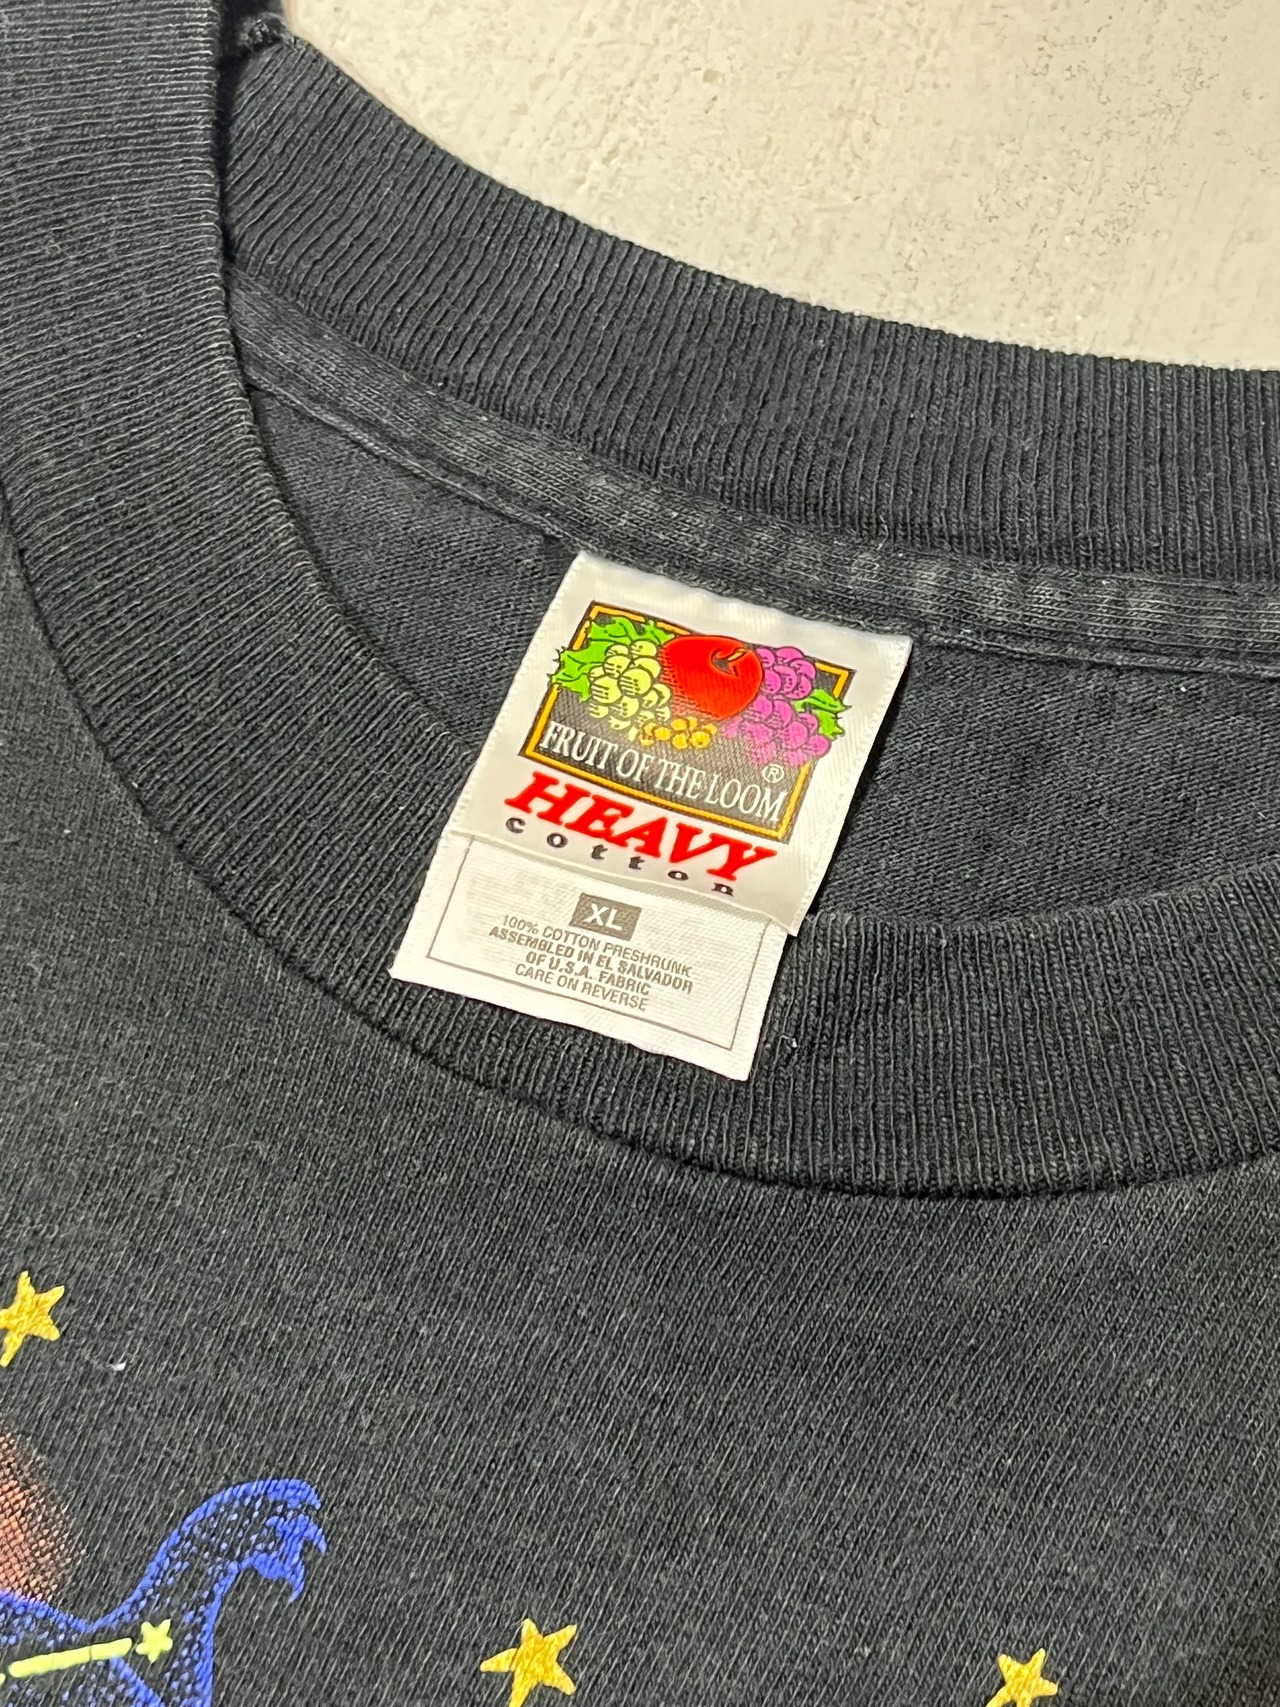 FRUIT OF THE LOOM ®
HEAVY
cotton
XL
100% COTTON PRESHRUNK
ASSEMBLED IN EL SALVADOR
OF U.S.A. FABRIC
CARE ON REVERSE